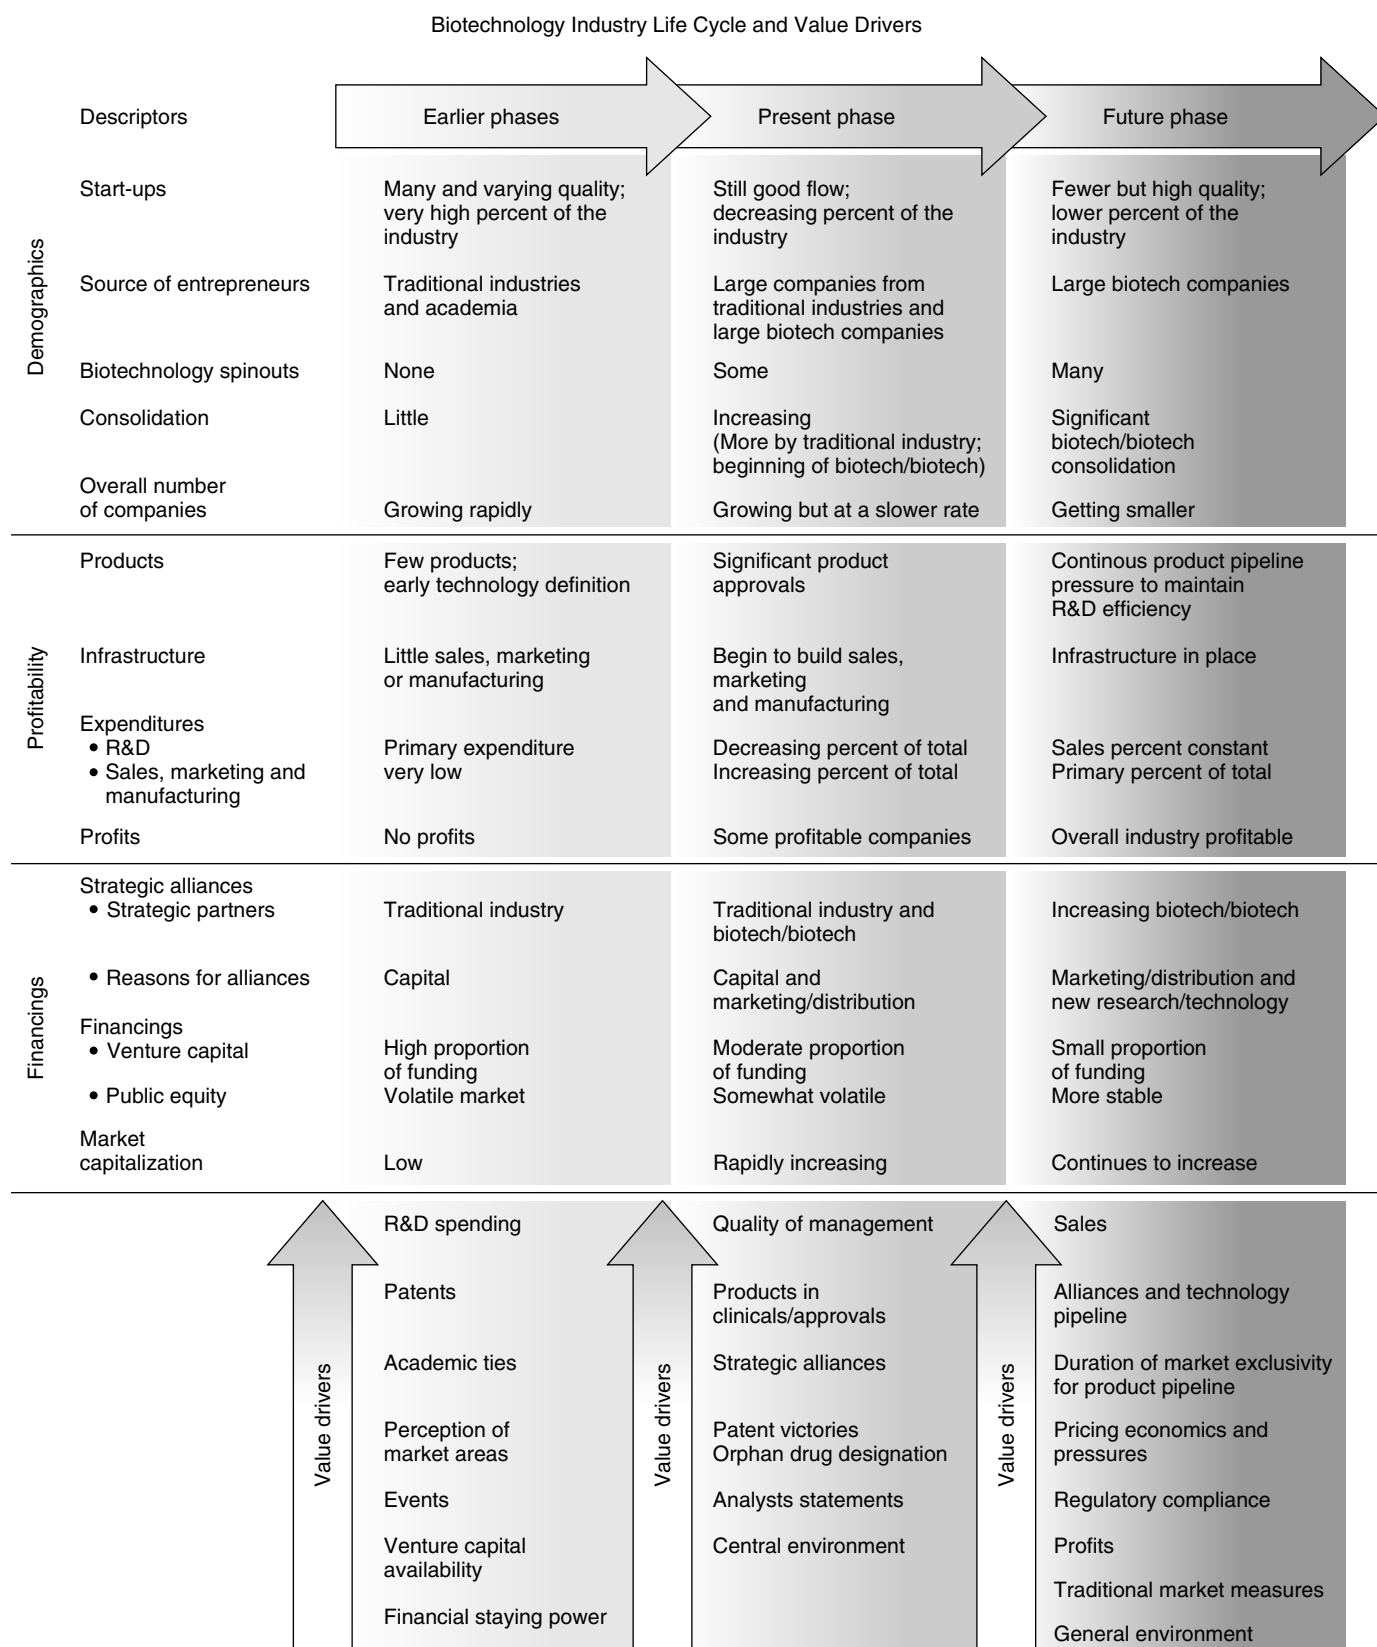 Biotechnology Industry Life Cycle and Value Drivers
Descriptors
Earlier phases
Present phase
Future phase
Demographics
Start-ups
Many and varying quality;
very high percent of the
industry
Still good flow;
decreasing percent of the
industry
Fewer but high quality;
lower percent of the
industry
Source of entrepreneurs
Traditional industries
and academia
Large companies from
traditional industries and
large biotech companies
Large biotech companies
Biotechnology spinouts
None
Some
Many
Consolidation
Little
Increasing
(More by traditional industry;
beginning of biotech/biotech)
Significant
biotech/biotech
consolidation
Overall number
of companies
Growing rapidly
Growing but at a slower rate
Getting smaller
Profitability
Products
Few products;
early technology definition
Significant product
approvals
Continous product pipeline
pressure to maintain
R&D efficiency
Infrastructure
Little sales, marketing
or manufacturing
Begin to build sales,
marketing
and manufacturing
Infrastructure in place
Expenditures
• R&D
Primary expenditure
Decreasing percent of total
Sales percent constant
• Sales, marketing and
manufacturing
very low
Increasing percent of total
Primary percent of total
Profits
No profits
Some profitable companies
Overall industry profitable
Financings
Strategic alliances
• Strategic partners
Traditional industry
Traditional industry and
biotech/biotech
Increasing biotech/biotech
• Reasons for alliances
Capital
Capital and
marketing/distribution
Marketing/distribution and
new research/technology
Financings
• Venture capital
High proportion
of funding
Moderate proportion
of funding
Small proportion
of funding
• Public equity
Volatile market
Somewhat volatile
More stable
Market
capitalization
Low
Rapidly increasing
Continues to increase
Value drivers
R&D spending
Patents
Academic ties
Perception of
market areas
Events
Venture capital
availability
Financial staying power
Value drivers
Quality of management
Products in
clinicals/approvals
Strategic alliances
Patent victories
Orphan drug designation
Analysts statements
Central environment
Value drivers
Sales
Alliances and technology
pipeline
Duration of market exclusivity
for product pipeline
Pricing economics and
pressures
Regulatory compliance
Profits
Traditional market measures
General environment